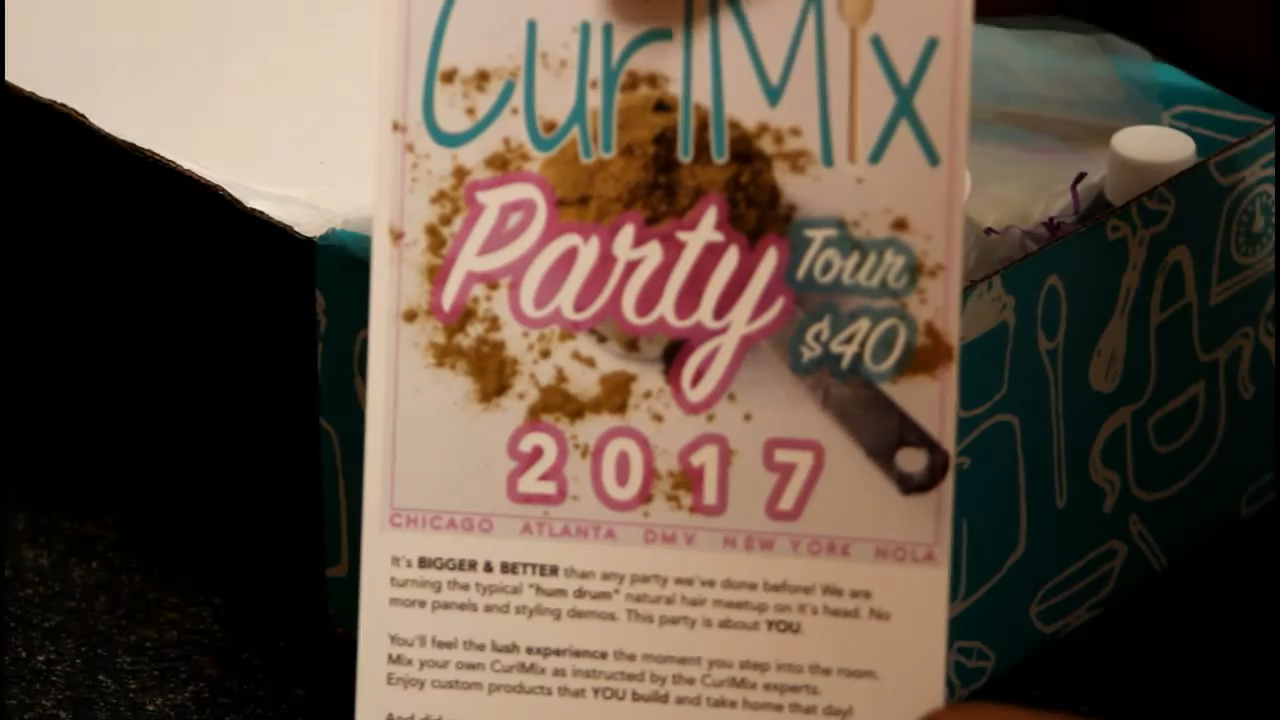 CurlMix
Party
Tour
$40
2017
CHICAGO ATLANTA DMV NEW YORK NOLA
It's BIGGER & BETTER than any party we've done before! We are
turning the typical "hum drum" natural hair meetup on it's head. No
more panels and styling demos. This party is about YOU.
You'll feel the lush experience the moment you step into the room.
Mix your own CurlMix as instructed by the CurlMix experts.
Enjoy custom products that YOU build and take home that day!